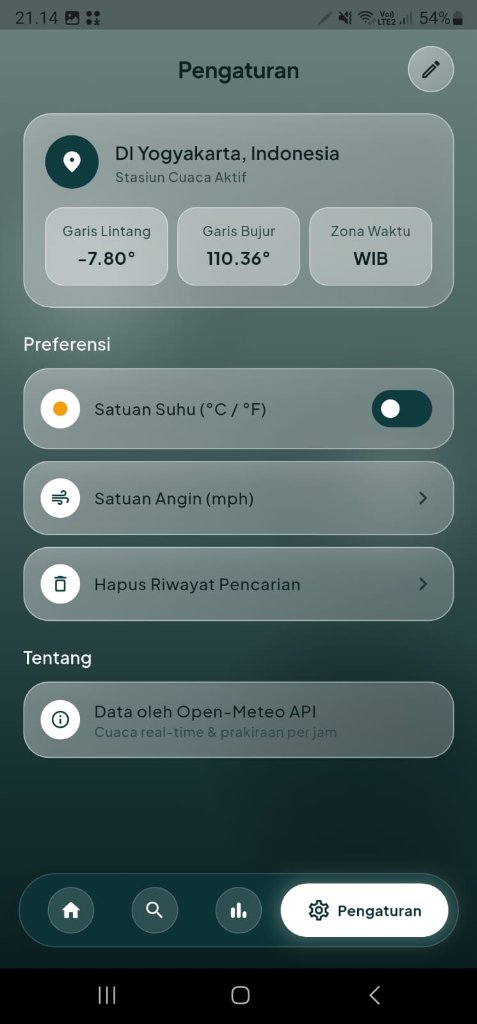 21.14
Vo) LTE2 54%
Pengaturan
DI Yogyakarta, Indonesia
Stasiun Cuaca Aktif
Garis Lintang Garis Bujur Zona Waktu
-7.80° 110.36° WIB
Preferensi
Satuan Suhu (°C / °F)
Satuan Angin (mph)
Hapus Riwayat Pencarian
Tentang
Data oleh Open-Meteo API
Cuaca real-time & prakiraan per jam
Pengaturan